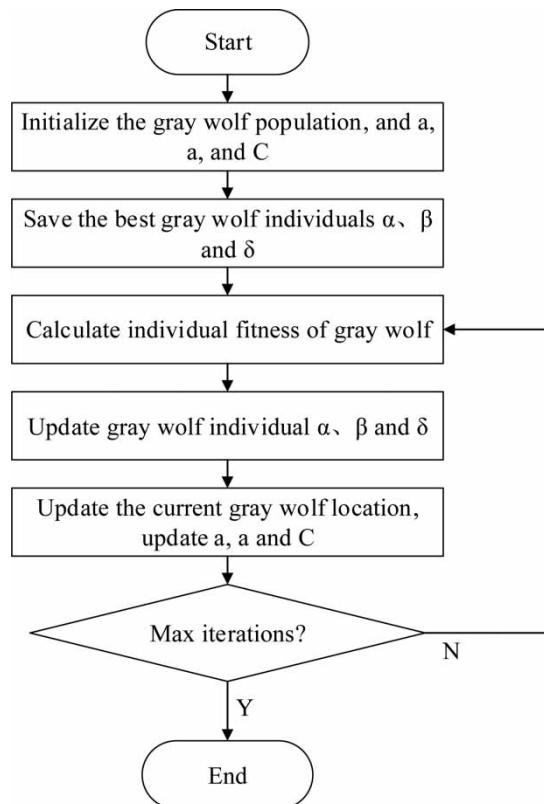 Start
Initialize the gray wolf population, and a,
a, and C
Save the best gray wolf individuals α、β
and δ
Calculate individual fitness of gray wolf
Update gray wolf individual α、β and δ
Update the current gray wolf location,
update a, a and C
Max iterations?
N
Y
End